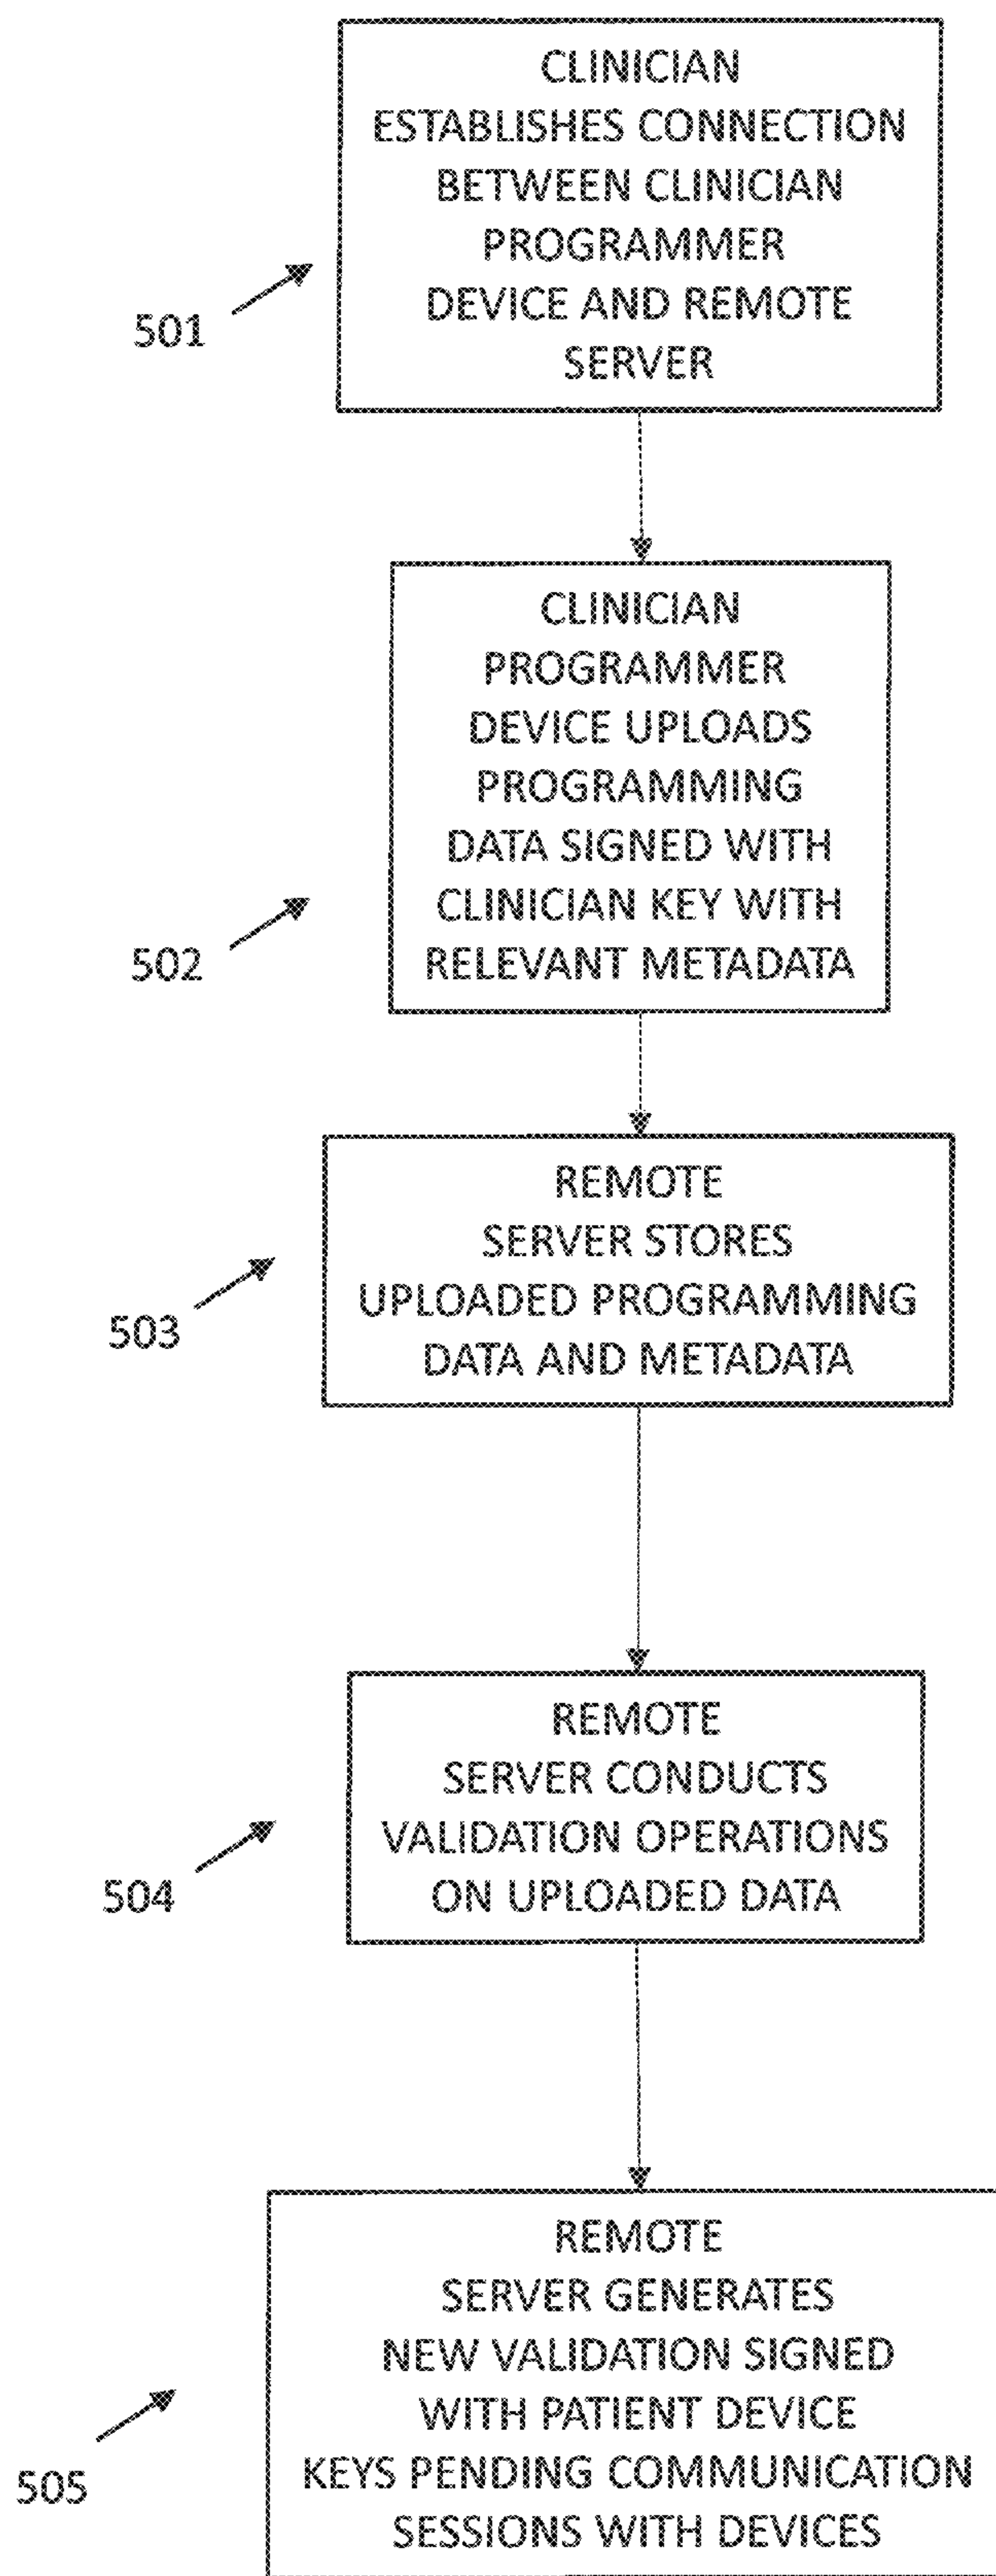 CLINICIAN
ESTABLISHES CONNECTION
BETWEEN CLINICIAN
PROGRAMMER
DEVICE AND REMOTE
SERVER
501
CLINICIAN
PROGRAMMER
DEVICE UPLOADS
PROGRAMMING
DATA SIGNED WITH
CLINICIAN KEY WITH
RELEVANT METADATA
502
REMOTE
SERVER STORES
UPLOADED PROGRAMMING
DATA AND METADATA
503
REMOTE
SERVER CONDUCTS
VALIDATION OPERATIONS
ON UPLOADED DATA
504
REMOTE
SERVER GENERATES
NEW VALIDATION SIGNED
WITH PATIENT DEVICE
KEYS PENDING COMMUNICATION
SESSIONS WITH DEVICES
505